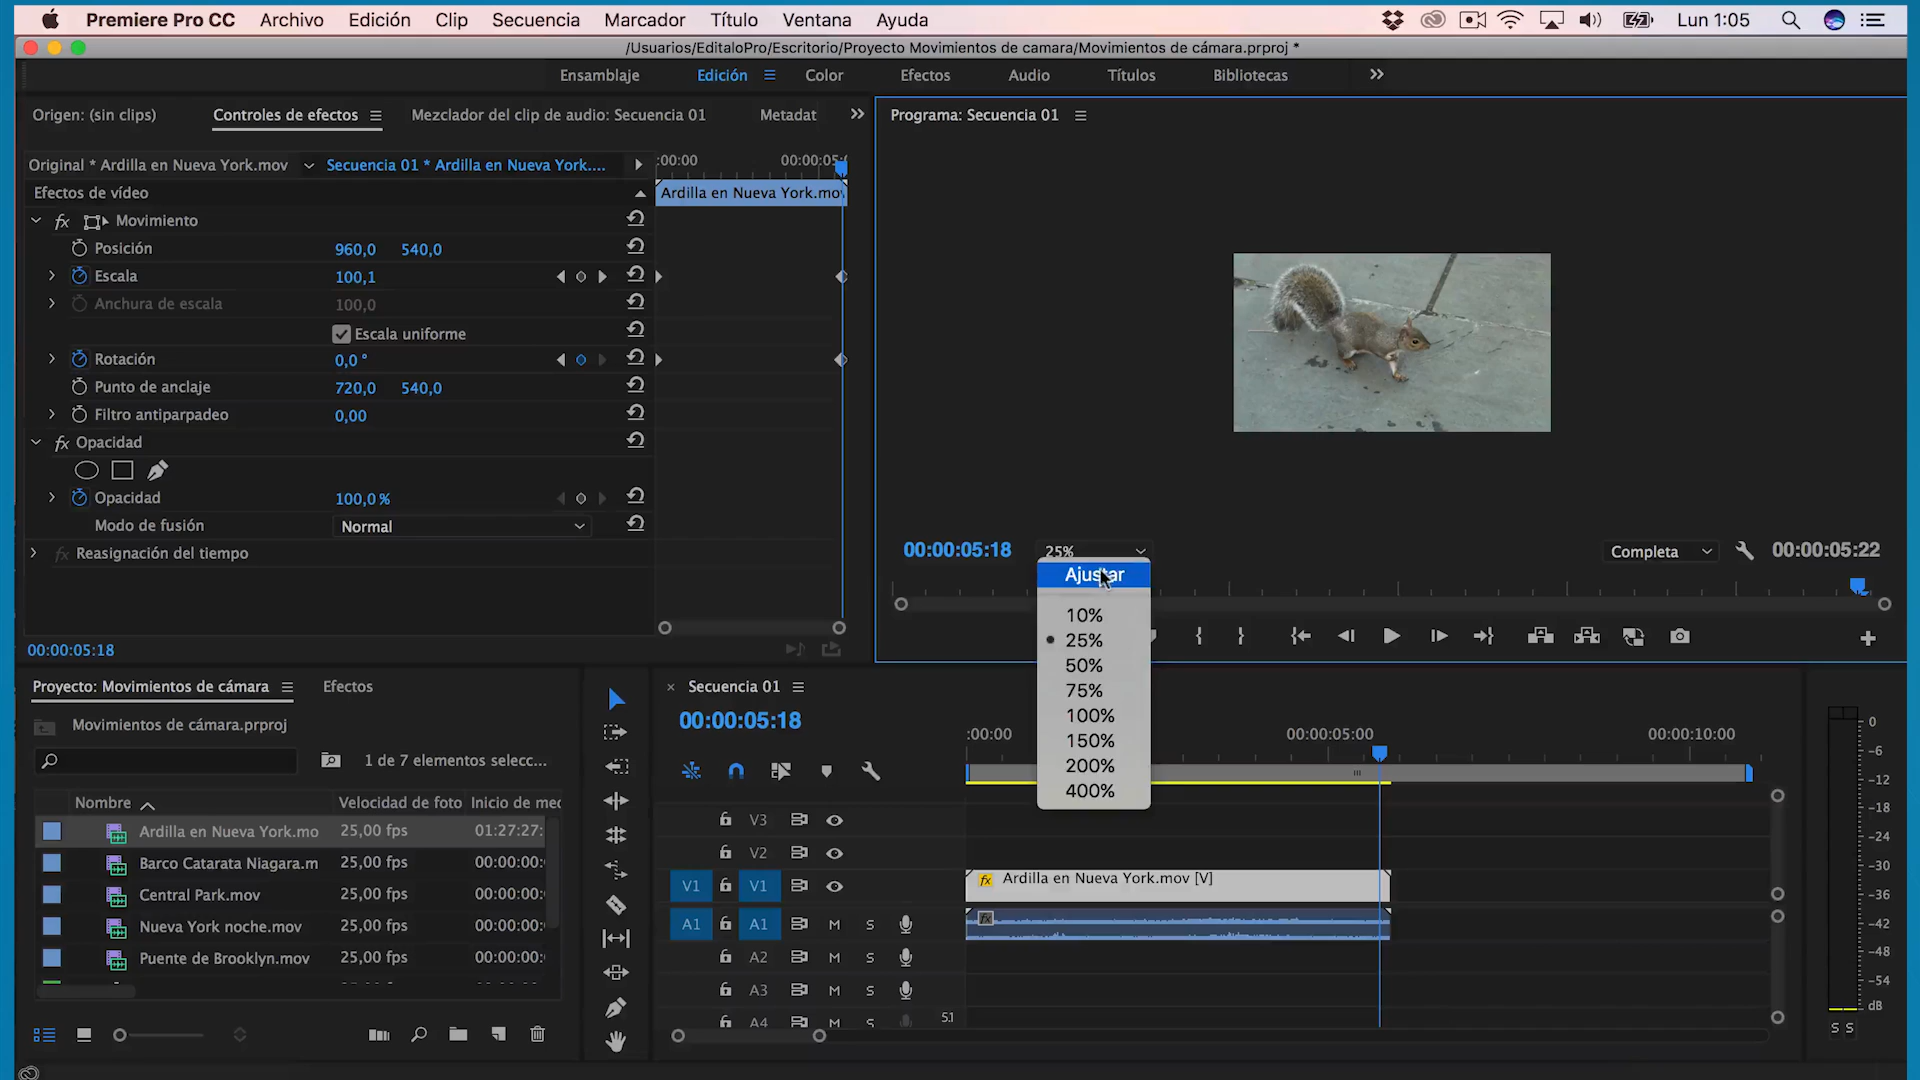 Premiere Pro CC Archivo Edición Clip Secuencia Marcador Título Ventana Ayuda Lun 1:05
/Usuarios/EditaloPro/Escritorio/Proyecto Movimientos de camara/Movimientos de cámara.prproj *
Ensamblaje Edición Color Efectos Audio Títulos Bibliotecas
Origen: (sin clips) Controles de efectos Mezclador del clip de audio: Secuencia 01 Metadat
Programa: Secuencia 01
Original * Ardilla en Nueva York.mov Secuencia 01 * Ardilla en Nueva York....
:00:00 00:00:05:
Efectos de vídeo
Ardilla en Nueva York.mov
fx Movimiento
Posición 960,0 540,0
Escala 100,1
Anchura de escala 100,0
Escala uniforme
Rotación 0,0 °
Punto de anclaje 720,0 540,0
Filtro antiparpadeo 0,00
fx Opacidad
Opacidad 100,0 %
Modo de fusión Normal
fx Reasignación del tiempo
00:00:05:18
00:00:05:18 25% Completa 00:00:05:22
Ajustar
10%
25%
50%
75%
100%
150%
200%
400%
Proyecto: Movimientos de cámara Efectos
Movimientos de cámara.prproj
1 de 7 elementos selecc...
Nombre Velocidad de foto Inicio de med
Ardilla en Nueva York.mo 25,00 fps 01:27:27:
Barco Catarata Niagara.m 25,00 fps 00:00:00:
Central Park.mov 25,00 fps 00:00:00:
Nueva York noche.mov 25,00 fps 00:00:00:
Puente de Brooklyn.mov 25,00 fps 00:00:00:
Secuencia 01
00:00:05:18
:00:00 00:00:05:00 00:00:10:00
V3
V2
V1 V1 fx Ardilla en Nueva York.mov [V]
A1 A1 M S fx
A2 M S
A3 M S
A4 M S 5.1
0
-6
-12
-18
-24
-30
-36
-42
-48
-54
dB
S S